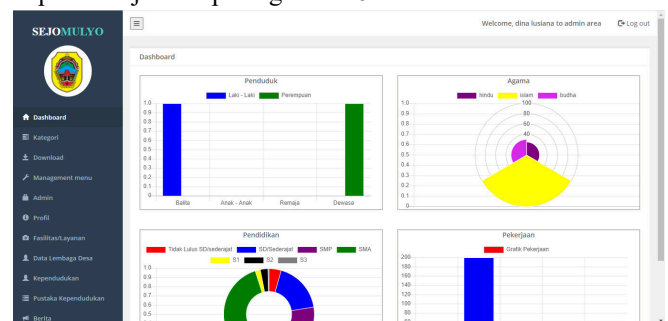 SEJOMULYO
Welcome, dina lusiana to admin area
Log out
Dashboard
Kategori
Download
Management menu
Admin
Profil
Fasilitas/Layanan
Data Lembaga Desa
Kependudukan
Pustaka Kependudukan
Berita
Dashboard
Penduduk
Laki - Laki Perempuan
1.0
0.9
0.8
0.7
0.6
0.5
0.4
0.3
0.2
0.1
0
Balita Anak - Anak Remaja Dewasa
Agama
hindu islam budha
1.0 100
0.9
0.8 80
0.7 60
0.6 40
0.5
0.4
0.3
0.2
0.1
0
Pendidikan
Tidak Lulus SD/sederajat SD/Sederajat SMP SMA
S1 S2 S3
1.0
0.9
0.8
0.7
0.6
0.5
Pekerjaan
Grafik Pekerjaan
200
180
160
140
120
100
80